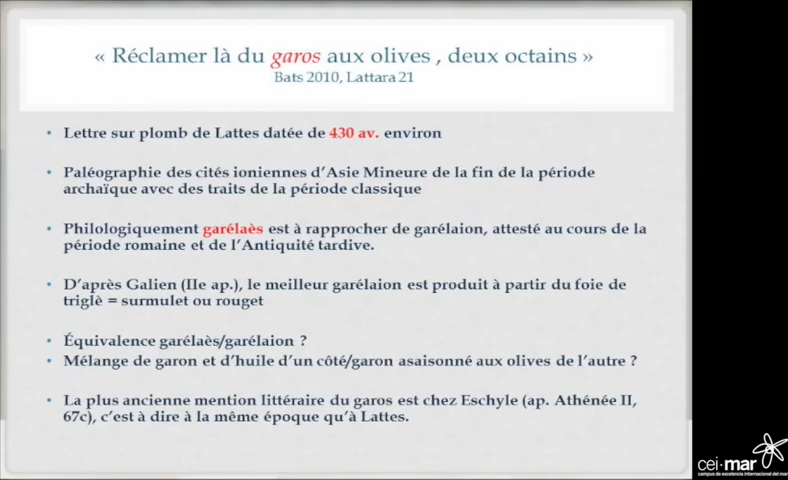 « Réclamer là du garos aux olives , deux octains »
Bats 2010, Lattara 21
• Lettre sur plomb de Lattes datée de 430 av. environ
• Paléographie des cités ioniennes d'Asie Mineure de la fin de la période
archaïque avec des traits de la période classique
• Philologiquement garélaès est à rapprocher de garélaion, attesté au cours de la
période romaine et de l'Antiquité tardive.
• D'après Galien (IIe ap.), le meilleur garélaion est produit à partir du foie de
triglè = surmulet ou rouget
• Équivalence garélaès/garélaion ?
• Mélange de garon et d'huile d'un côté/garon asaisonné aux olives de l'autre ?
• La plus ancienne mention littéraire du garos est chez Eschyle (ap. Athénée II,
67c), c'est à dire à la même époque qu'à Lattes.
cei·mar
campus de excelencia internacional del mar